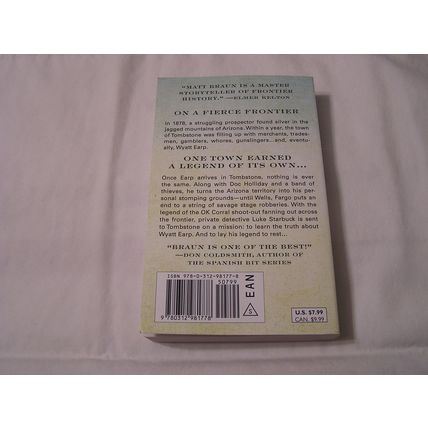 "MATT BRAUN IS A MASTER
STORYTELLER OF FRONTIER
HISTORY." —ELMER KELTON
ON A FIERCE FRONTIER
In 1878, a struggling prospector found silver in the
jagged mountains of Arizona. Within a year, the town
of Tombstone was filling up with merchants, trades-
men, gamblers, whores, gunslingers...and, eventu-
ally, Wyatt Earp.
ONE TOWN EARNED
A LEGEND OF ITS OWN...
Once Earp arrives in Tombstone, nothing is ever
the same. Along with Doc Holliday and a band of
thieves, he turns the Arizona territory into his per-
sonal stomping grounds—until Wells, Fargo puts an
end to a string of savage stage robberies. With the
legend of the OK Corral shoot-out fanning out across
the frontier, private detective Luke Starbuck is sent
to Tombstone on a mission: to learn the truth about
Wyatt Earp. And to lay his legend to rest...
"BRAUN IS ONE OF THE BEST!"
—DON COLDSMITH, AUTHOR OF
THE SPANISH BIT SERIES
ISBN 978-0-312-98177-8
50799
EAN
S
9 780312 981778
U.S. $7.99
CAN. $9.99